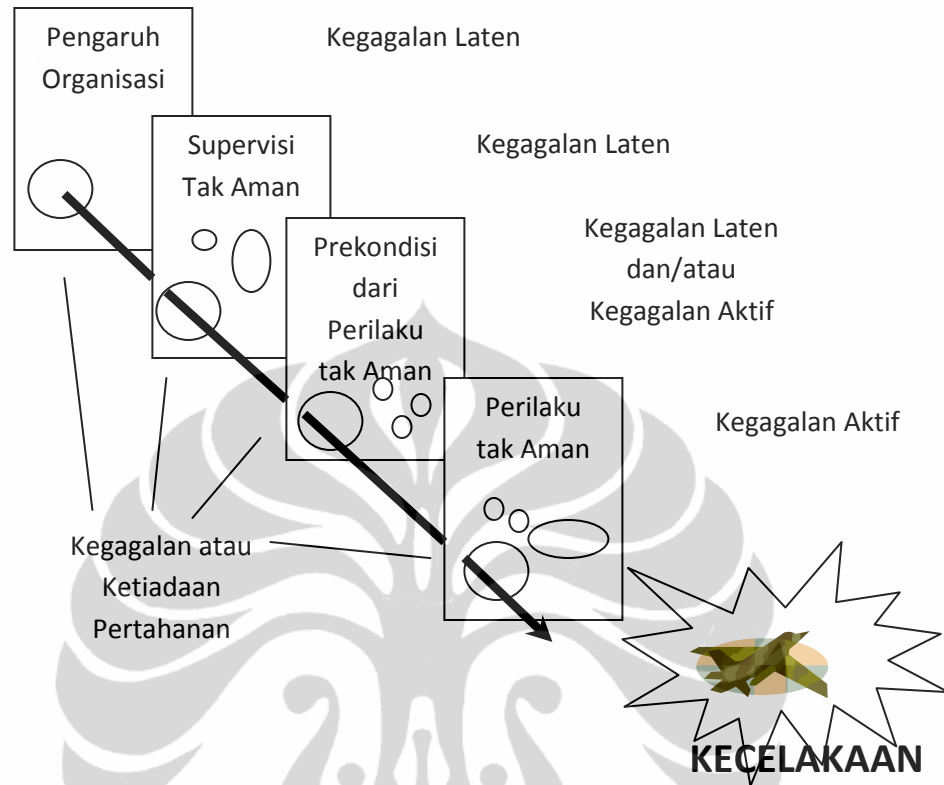 Pengaruh
Organisasi
Kegagalan Laten
Supervisi
Tak Aman
Kegagalan Laten
Prekondisi
dari
Perilaku
tak Aman
Kegagalan Laten
dan/atau
Kegagalan Aktif
Perilaku
tak Aman
Kegagalan Aktif
Kegagalan atau
Ketiadaan
Pertahanan
KECELAKAAN